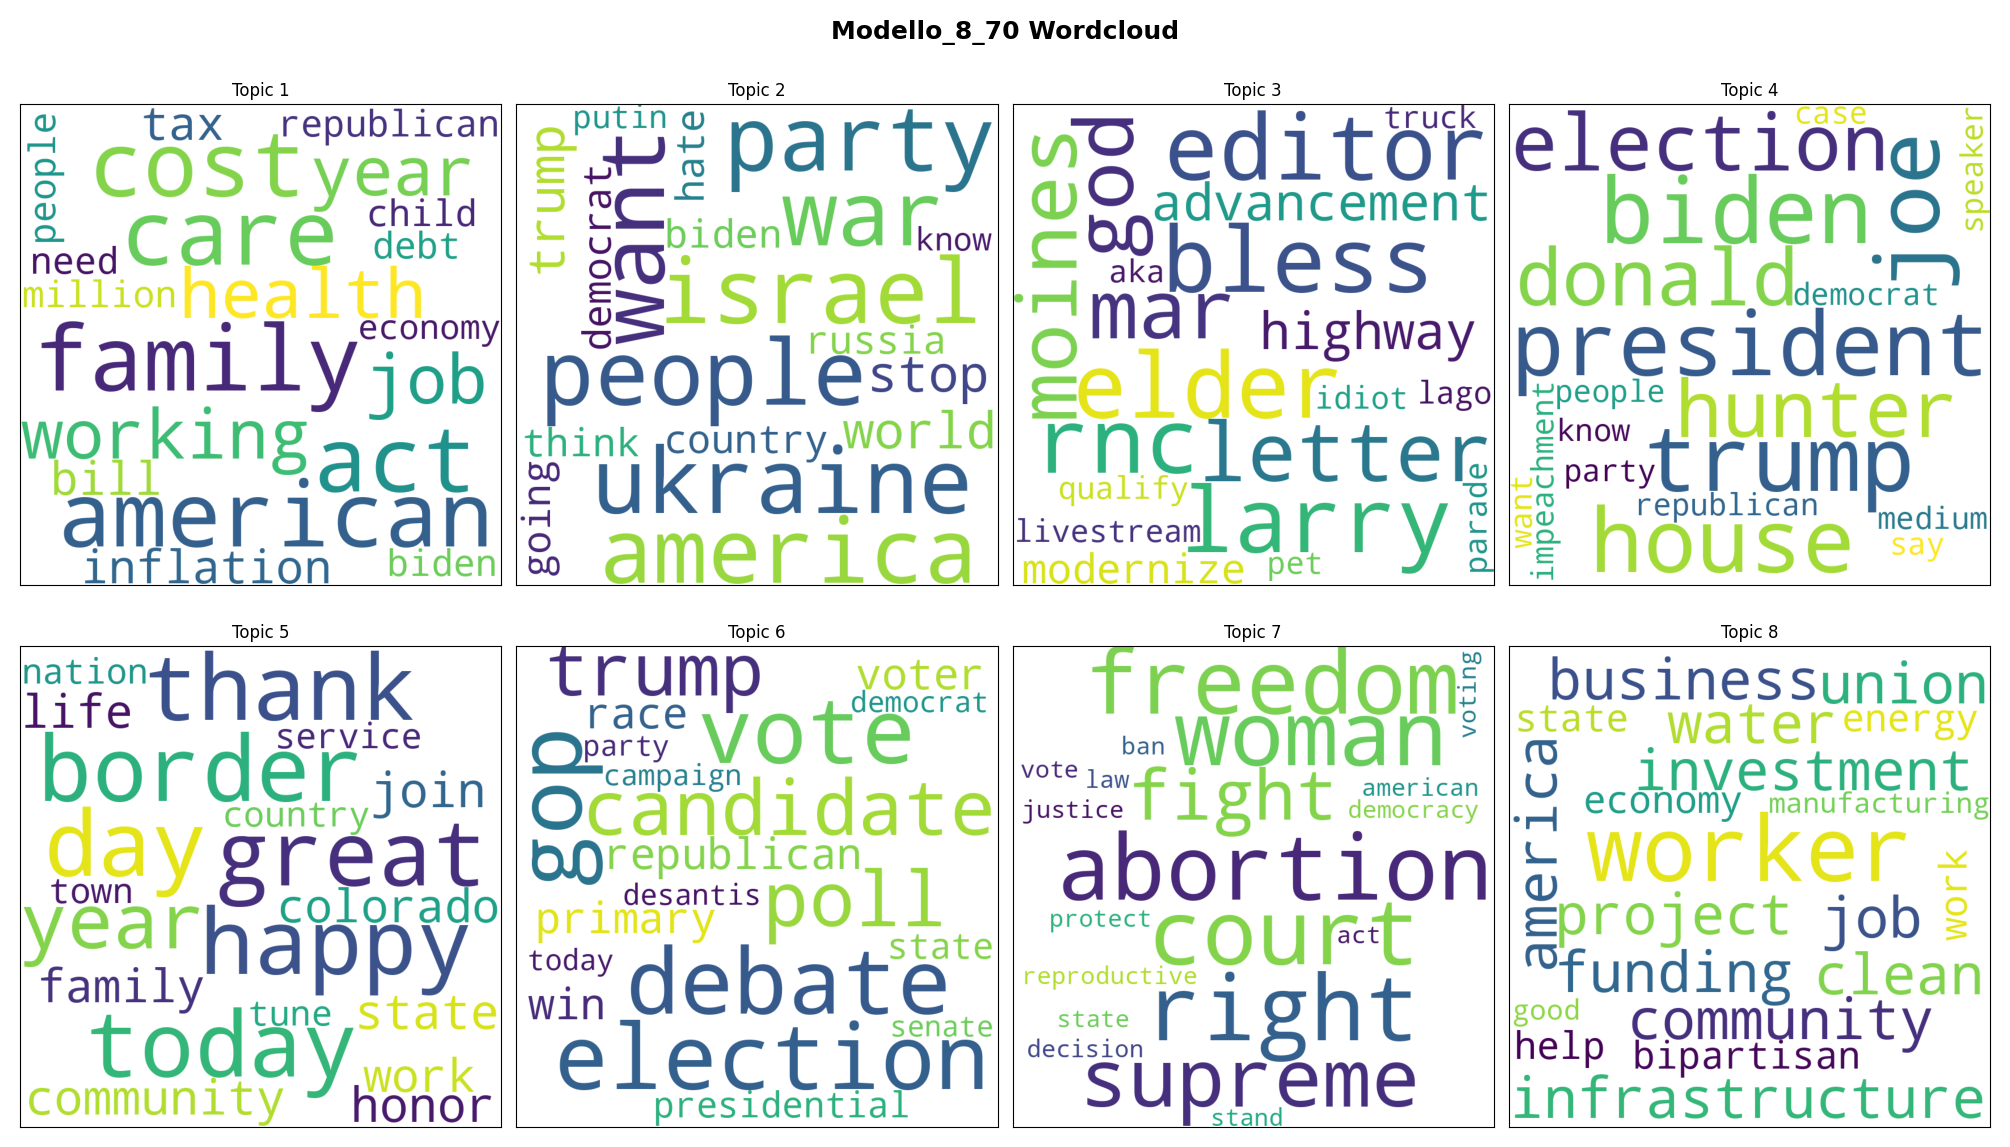 Modello_8_70 Wordcloud
Topic 1
people
tax
republican
cost
year
care
child
debt
need
million
health
economy
family
job
working
act
bill
american
inflation
biden
Topic 2
putin
hate
party
trump
democrat
want
war
biden
know
israel
russia
people
stop
think
country
world
going
ukraine
america
Topic 3
truck
god
editor
moines
advancement
bless
aka
mar
highway
elder
idiot
lago
rnc
letter
qualify
parade
livestream
larry
modernize
pet
Topic 4
case
election
joe
speaker
biden
donald
democrat
president
people
hunter
impeachment
know
trump
party
want
republican
medium
house
say
Topic 5
nation
thank
life
service
border
join
country
day
great
town
year
colorado
happy
family
tune
state
today
work
community
honor
Topic 6
trump
voter
democrat
race
vote
gop
party
campaign
candidate
republican
desantis
poll
primary
state
today
debate
win
senate
election
presidential
Topic 7
freedom
voting
woman
ban
vote
law
fight
american
justice
democracy
abortion
protect
court
act
reproductive
right
state
decision
supreme
stand
Topic 8
business
union
state
water
energy
america
investment
economy
manufacturing
worker
work
project
job
funding
clean
good
community
help
bipartisan
infrastructure